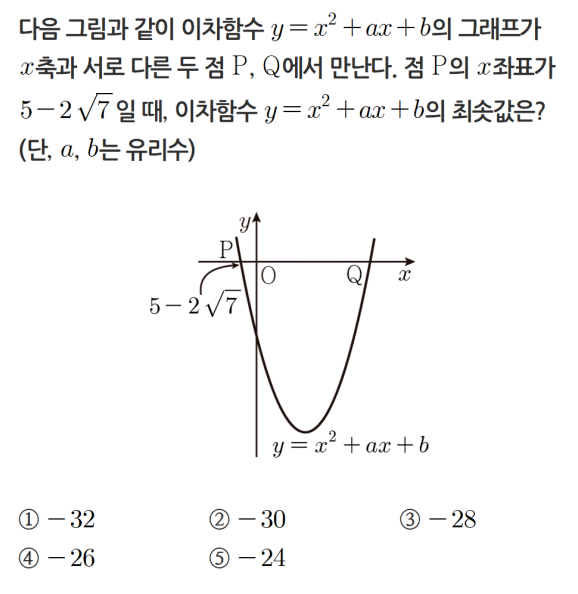 다음 그림과 같이 이차함수 y=x²+ax+b의 그래프가
x축과 서로 다른 두 점 P, Q에서 만난다. 점 P의 x좌표가
5-2√7일 때, 이차함수 y=x²+ax+b의 최솟값은?
(단, a, b는 유리수)
y
P
O
Q
x
5-2√7
y=x²+ax+b
① -32 ② -30 ③ -28
④ -26 ⑤ -24